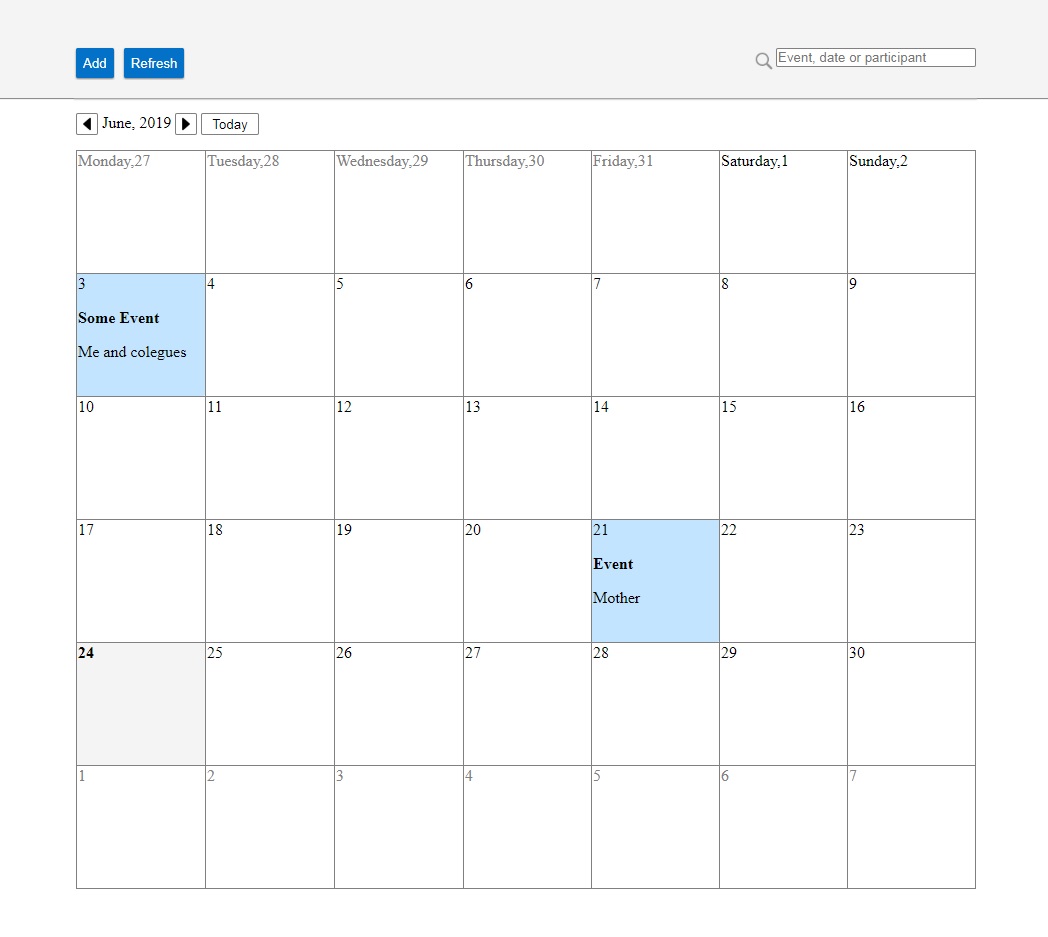 Add Refresh Event, date or participant
June, 2019 Today
Monday,27 Tuesday,28 Wednesday,29 Thursday,30 Friday,31 Saturday,1 Sunday,2
3 4 5 6 7 8 9
Some Event
Me and colegues
10 11 12 13 14 15 16
17 18 19 20 21 22 23
Event
Mother
24 25 26 27 28 29 30
1 2 3 4 5 6 7